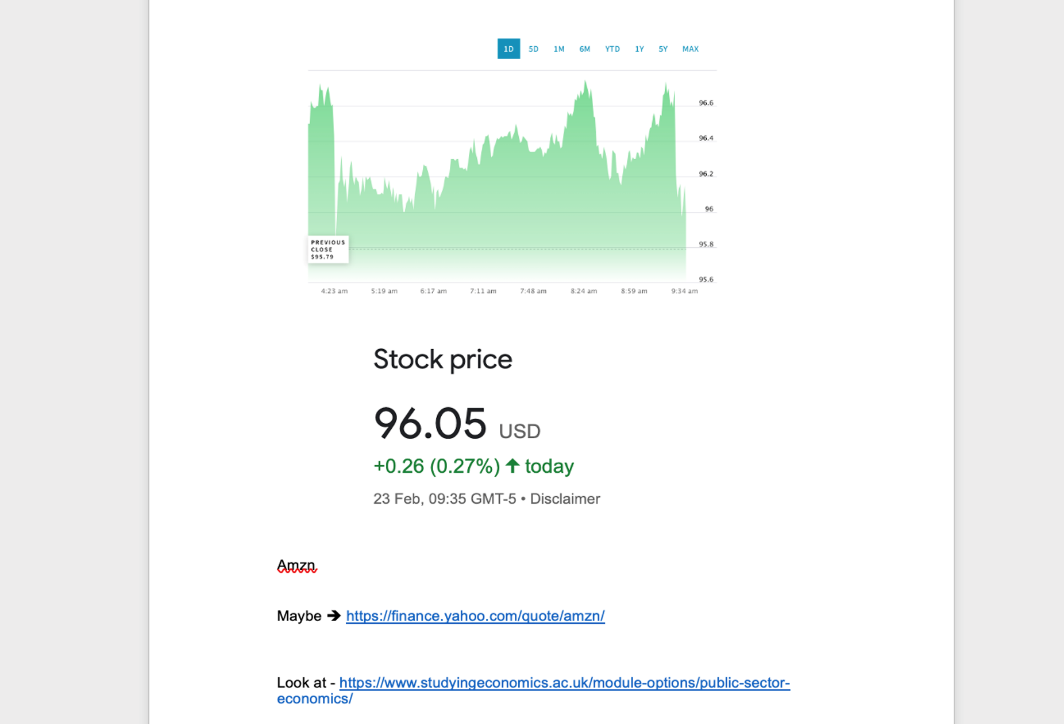 1D 5D 1M 6M YTD 1Y 5Y MAX
96.6
96.4
96.2
96
95.8
95.6
PREVIOUS
CLOSE
$95.79
4:23 am 5:19 am 6:17 am 7:11 am 7:48 am 8:24 am 8:59 am 9:34 am
Stock price
96.05 USD
+0.26 (0.27%) ↑ today
23 Feb, 09:35 GMT-5 • Disclaimer
Amzn
Maybe ➔ https://finance.yahoo.com/quote/amzn/
Look at - https://www.studyingeconomics.ac.uk/module-options/public-sector-
economics/